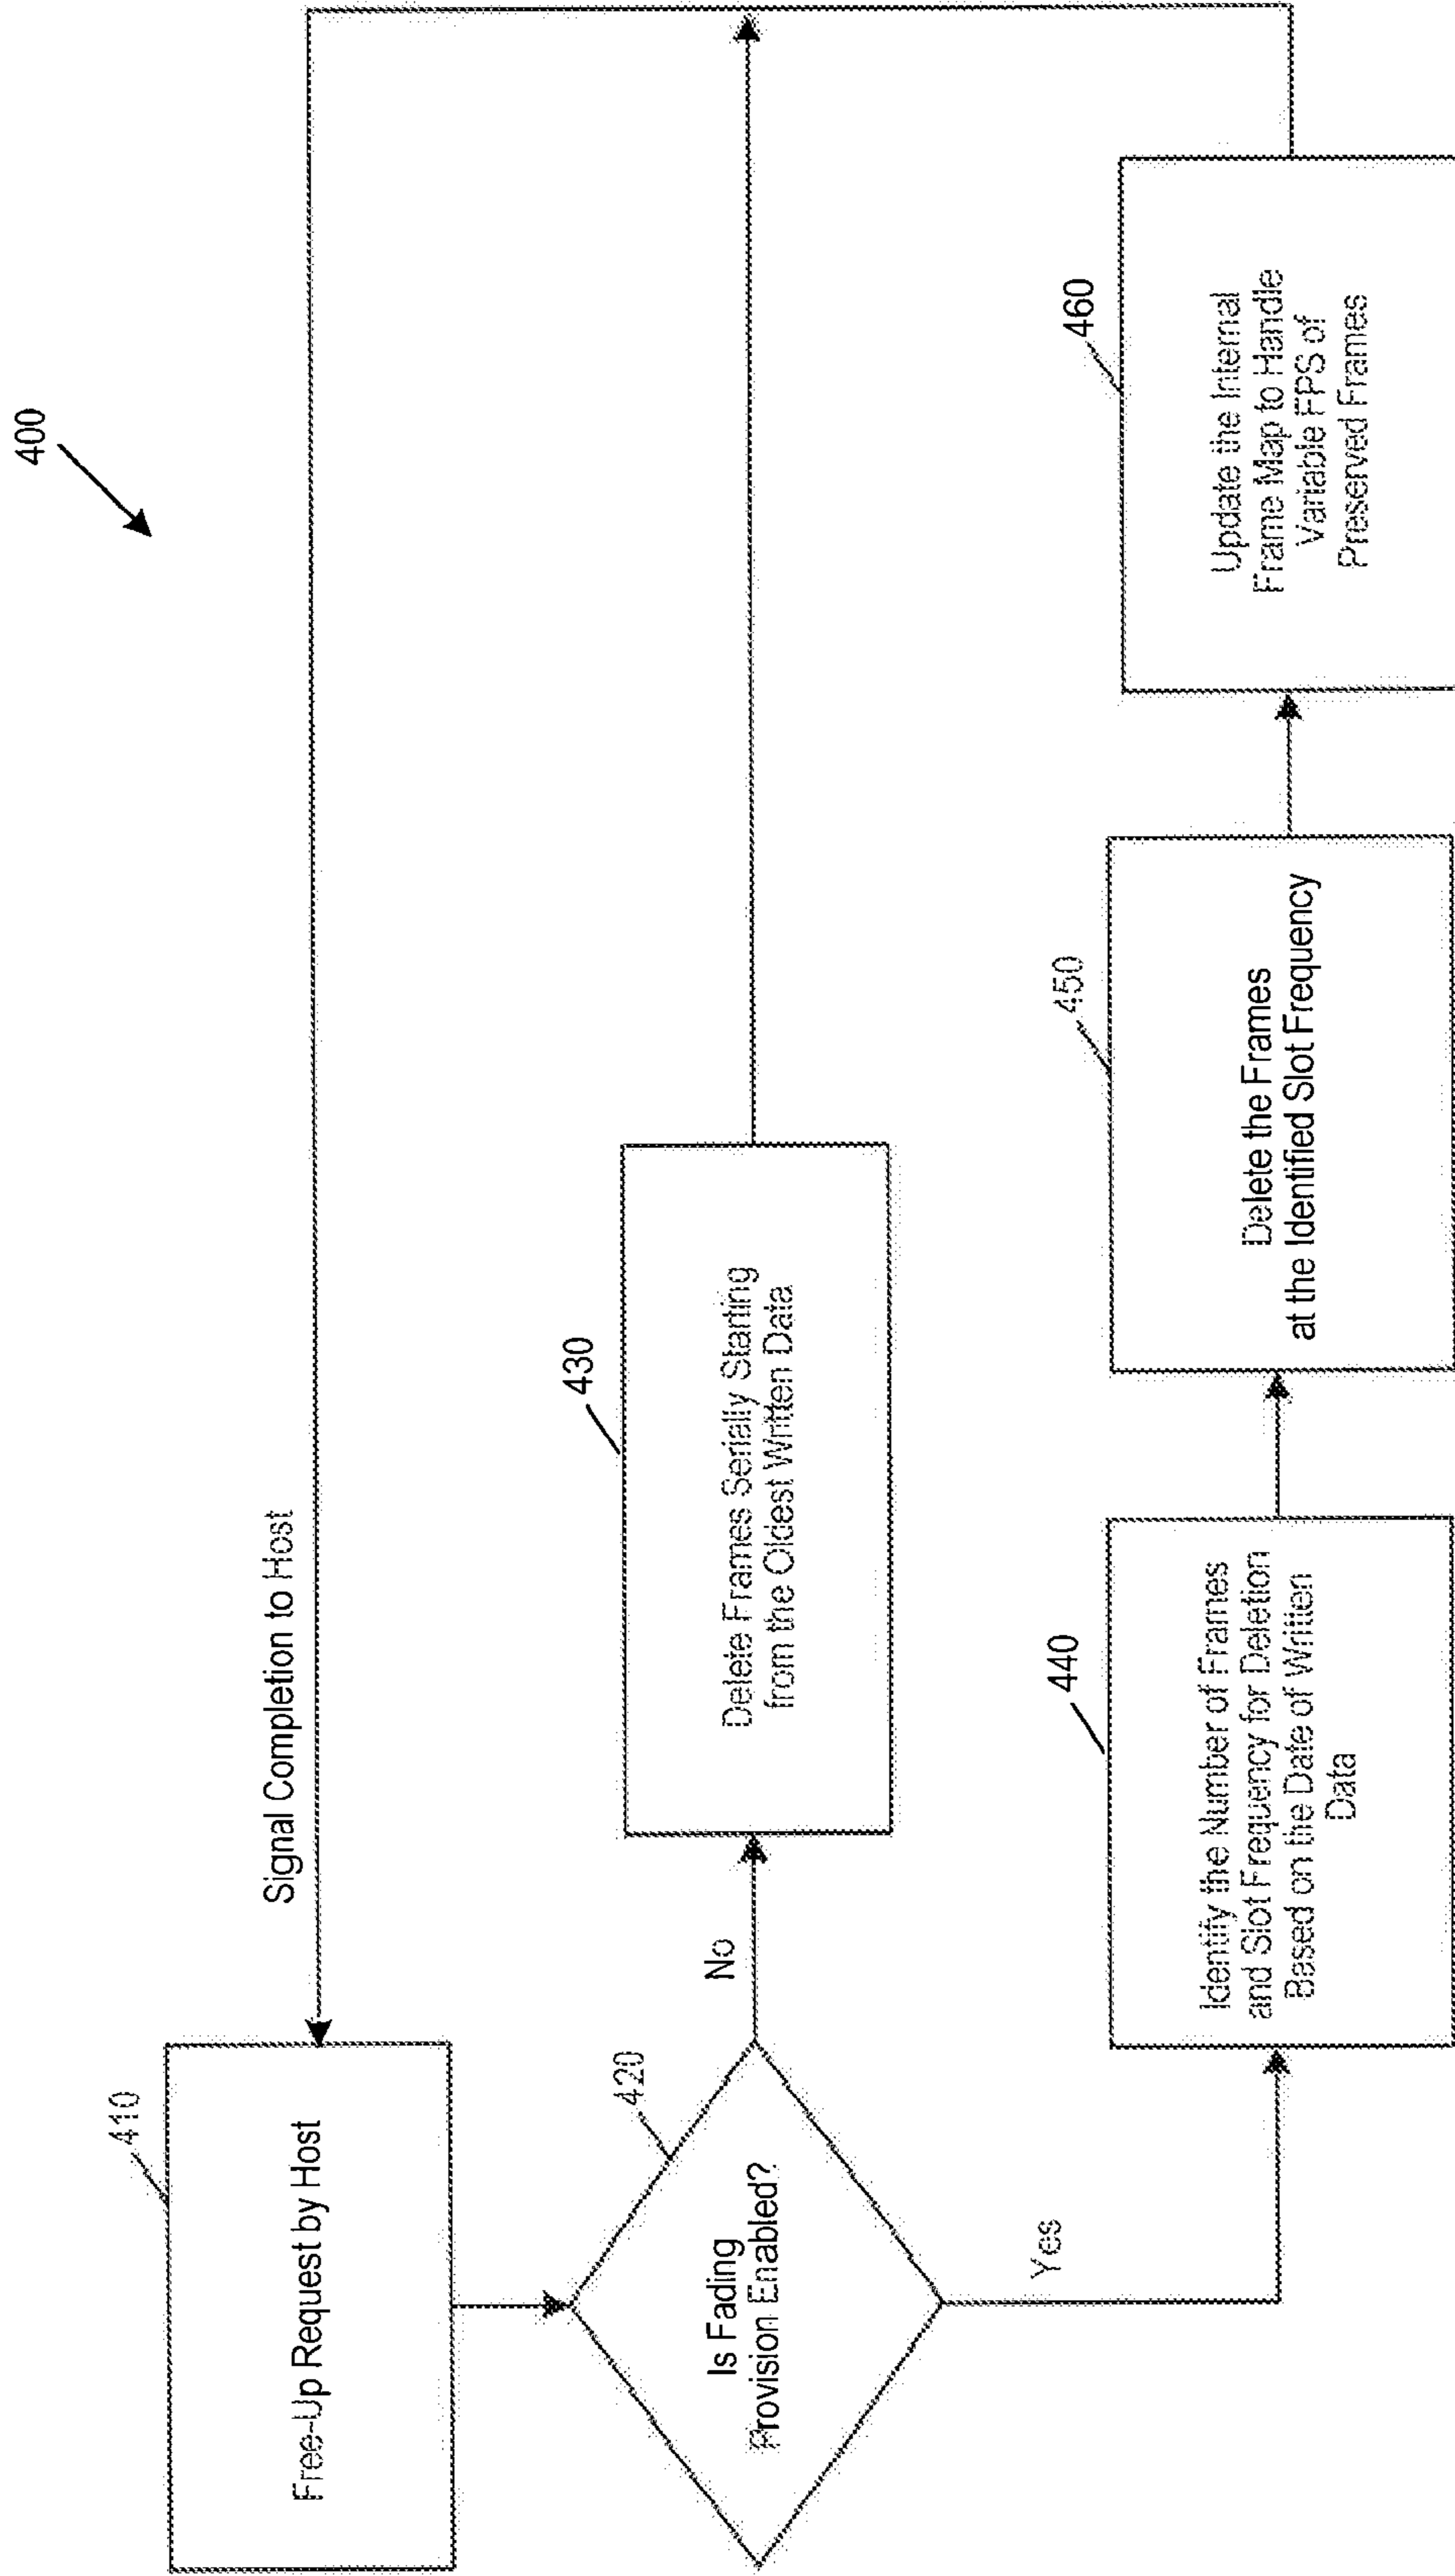 400
Signal Completion to Host
410
Free-Up Request by Host
420
Is Fading
Provision Enabled?
No
Yes
430
Delete Frames Serially Starting
from the Oldest Written Data
440
Identify the Number of Frames
and Slot Frequency for Deletion
Based on the Date of Written
Data
450
Delete the Frames
at the Identified Slot Frequency
460
Update the Internal
Frame Map to Handle
Variable FPS of
Preserved Frames